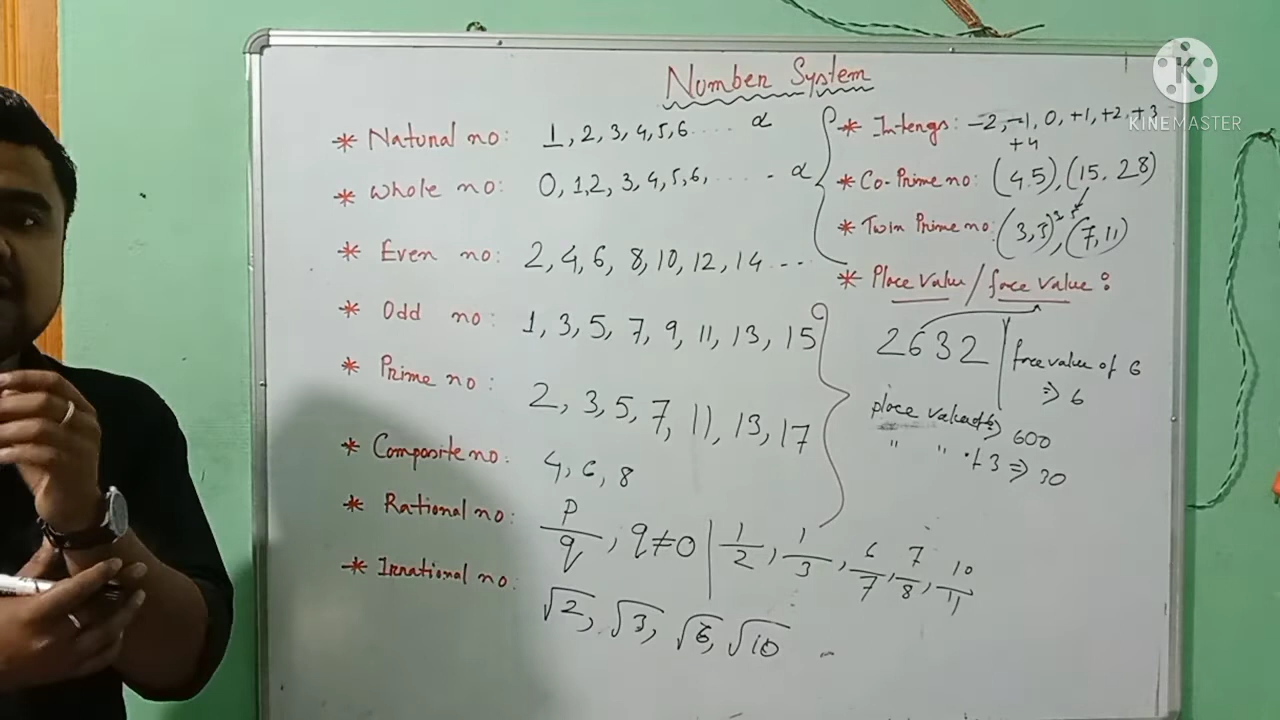 Number System
* Natural no: 1, 2, 3, 4, 5, 6 ..... α
* Whole no: 0, 1, 2, 3, 4, 5, 6, ..... α
* Even no: 2, 4, 6, 8, 10, 12, 14 ...
* Odd no: 1, 3, 5, 7, 9, 11, 13, 15
* Prime no: 2, 3, 5, 7, 11, 13, 17
* Composite no: 4, 6, 8
* Rational no: p/q, q≠0 | 1/2, 1/3, 6/7, 7/8, 10/11
* Irrational no: √2, √3, √6, √10
* Intengs: -2, -1, 0, +1, +2, +3
+4
* Co-Prime no: (4.5), (15. 28)
* Twin Prime no: (3,3), (7,11)
* Place value / face value:
2632 | face value of 6
⇒ 6
place value of 6 ⇒ 600
" " of 3 ⇒ 30
K
KINEMASTER